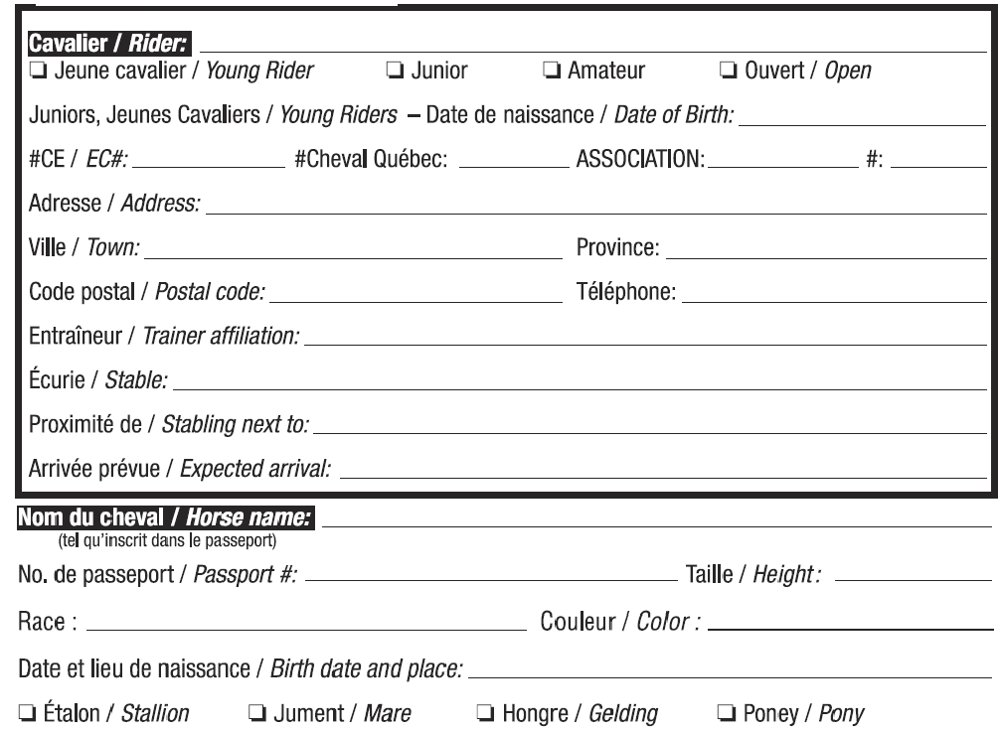 Cavalier / Rider:
❏ Jeune cavalier / Young Rider ❏ Junior ❏ Amateur ❏ Ouvert / Open
Juniors, Jeunes Cavaliers / Young Riders – Date de naissance / Date of Birth:
#CE / EC#: #Cheval Québec: ASSOCIATION: #:
Adresse / Address:
Ville / Town: Province:
Code postal / Postal code: Téléphone:
Entraîneur / Trainer affiliation:
Écurie / Stable:
Proximité de / Stabling next to:
Arrivée prévue / Expected arrival:
Nom du cheval / Horse name:
(tel qu'inscrit dans le passeport)
No. de passeport / Passport #: Taille / Height :
Race : Couleur / Color :
Date et lieu de naissance / Birth date and place:
❏ Étalon / Stallion ❏ Jument / Mare ❏ Hongre / Gelding ❏ Poney / Pony